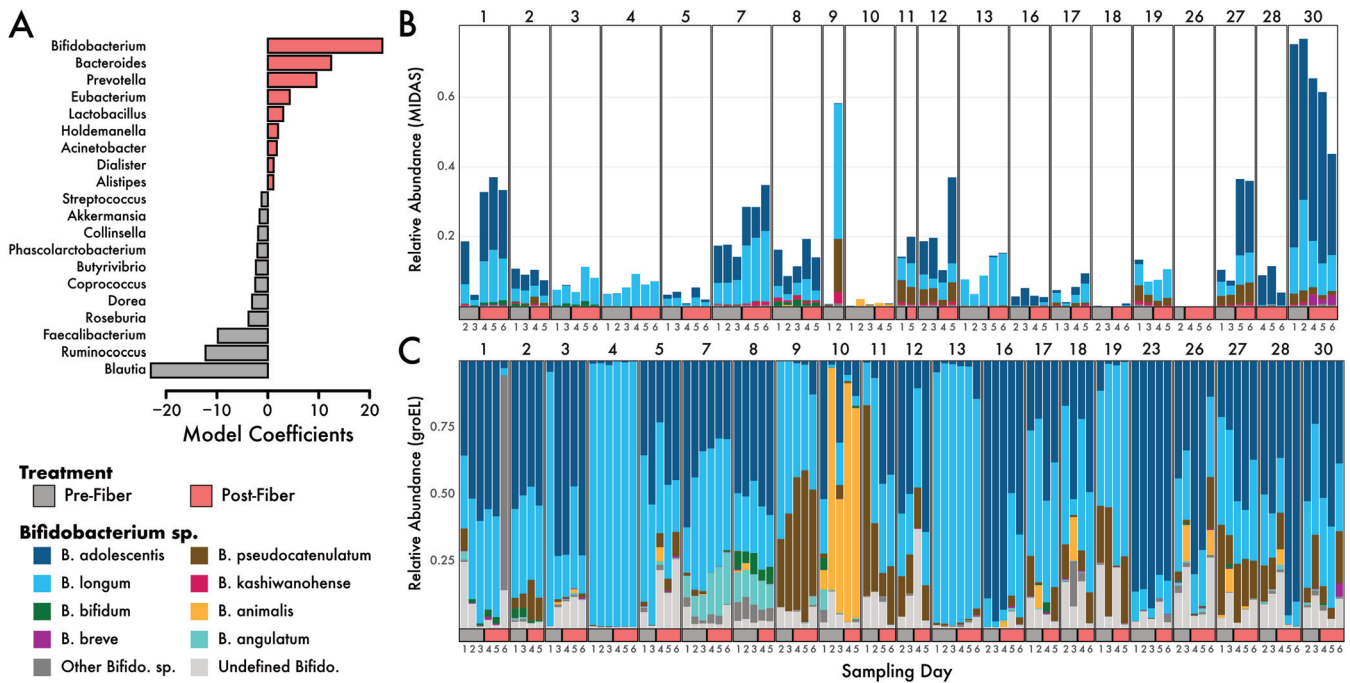 A
Bifidobacterium
Bacteroides
Prevotella
Eubacterium
Lactobacillus
Holdemanella
Acinetobacter
Dialister
Alistipes
Streptococcus
Akkermansia
Collinsella
Phascolarctobacterium
Butyrivibrio
Coprococcus
Dorea
Roseburia
Faecalibacterium
Ruminococcus
Blautia
−20 −10 0 10 20
Model Coefficients
Treatment
Pre-Fiber Post-Fiber
Bifidobacterium sp.
B. adolescentis B. pseudocatenulatum
B. longum B. kashiwanohense
B. bifidum B. animalis
B. breve B. angulatum
Other Bifido. sp. Undefined Bifido.
B
1 2 3 4 5 7 8 9 10 11 12 13 16 17 18 19 26 27 28 30
Relative Abundance (MIDAS)
0.6
0.4
0.2
C
1 2 3 4 5 7 8 9 10 11 12 13 16 17 18 19 23 26 27 28 30
Relative Abundance (groEL)
0.75
0.50
0.25
Sampling Day